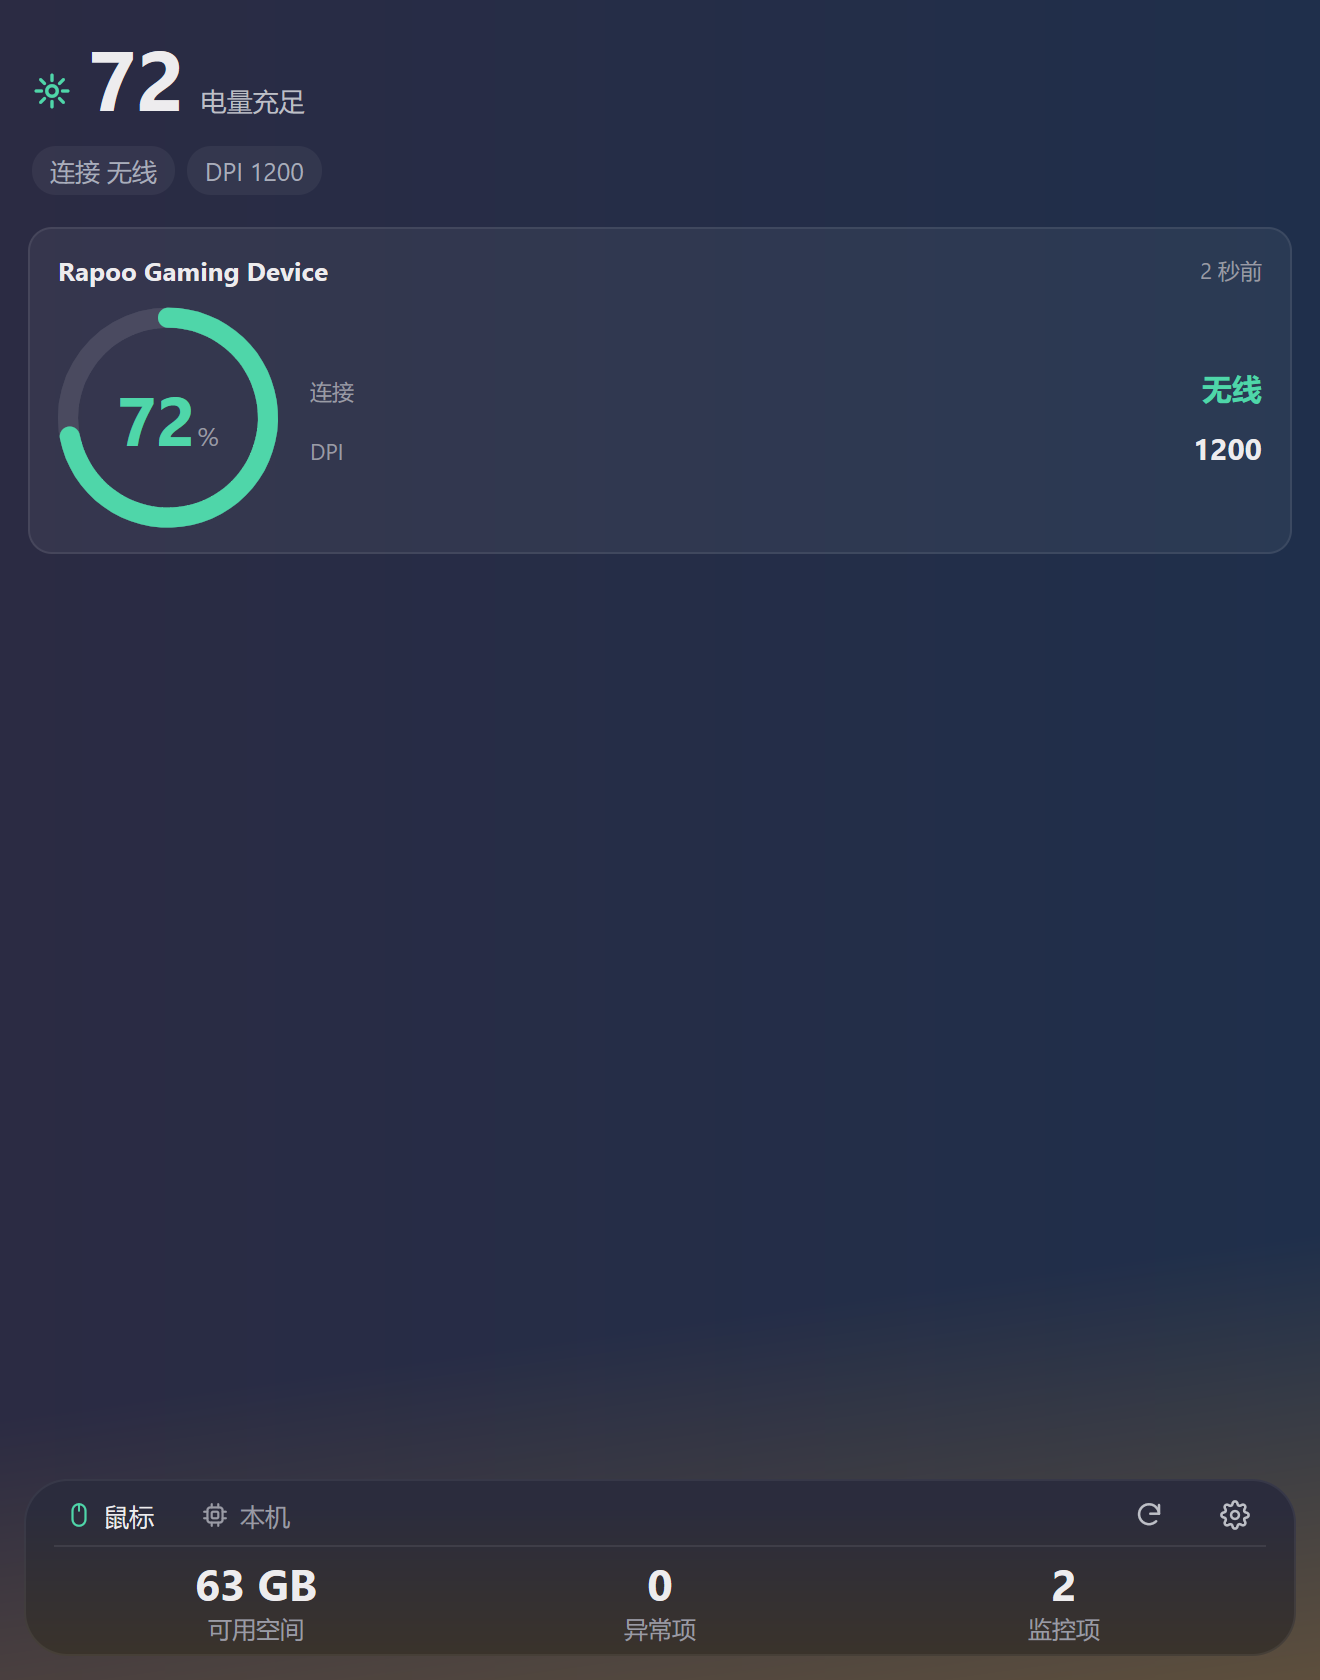 72 电量充足
连接 无线 DPI 1200
Rapoo Gaming Device 2 秒前
72%
连接 无线
DPI 1200
鼠标 本机
63 GB 0 2
可用空间 异常项 监控项